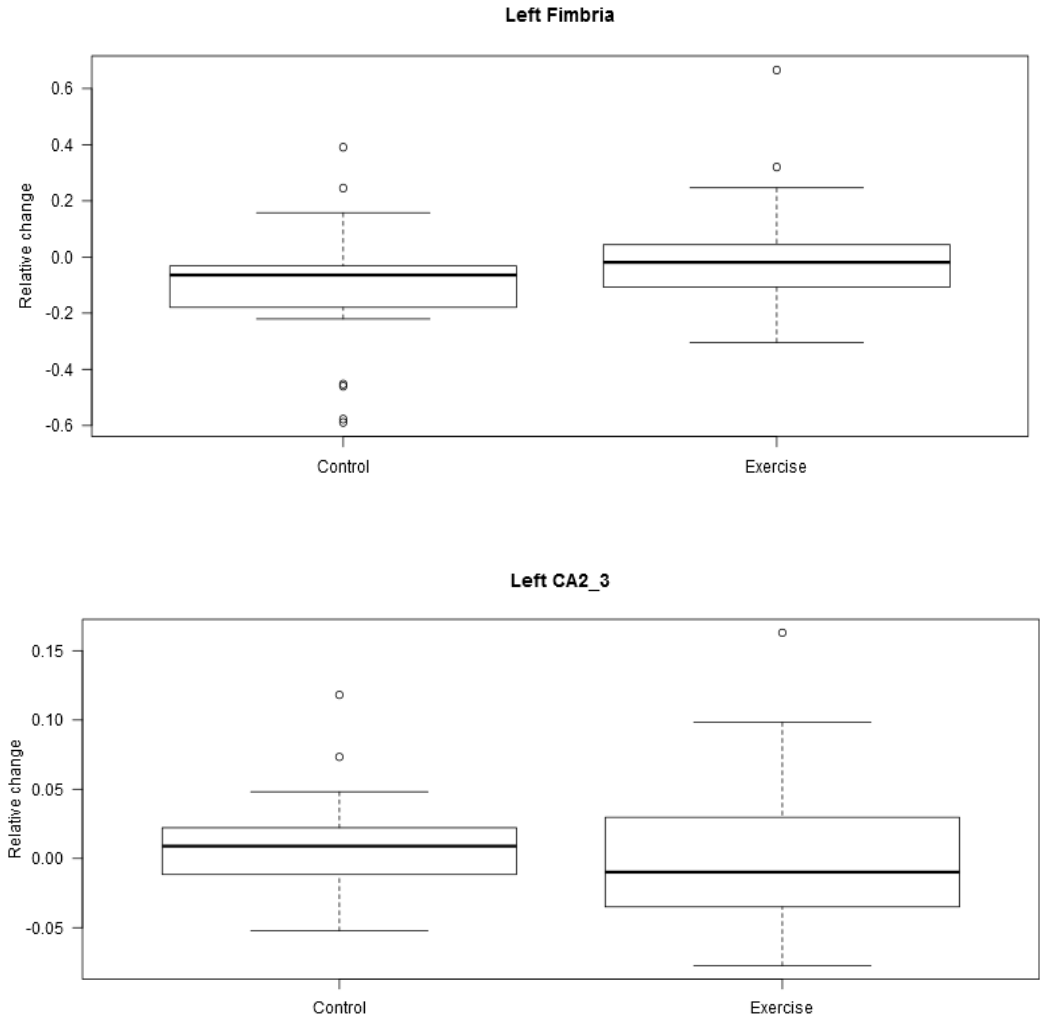 Left Fimbria
Relative change
0.6
0.4
0.2
0.0
-0.2
-0.4
-0.6
Control
Exercise
Left CA2_3
Relative change
0.15
0.10
0.05
0.00
-0.05
Control
Exercise